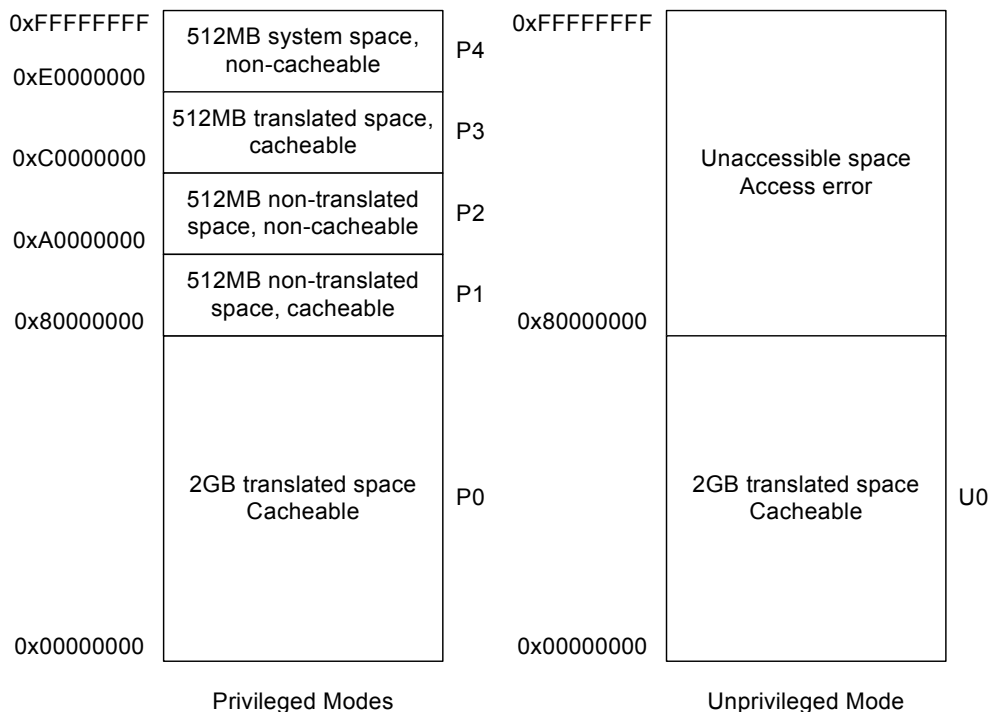 0xFFFFFFFF
512MB system space,
non-cacheable
P4
0xE0000000
512MB translated space,
cacheable
P3
0xC0000000
512MB non-translated
space, non-cacheable
P2
0xA0000000
512MB non-translated
space, cacheable
P1
0x80000000
2GB translated space
Cacheable
P0
0x00000000
Privileged Modes
0xFFFFFFFF
Unaccessible space
Access error
0x80000000
2GB translated space
Cacheable
U0
0x00000000
Unprivileged Mode